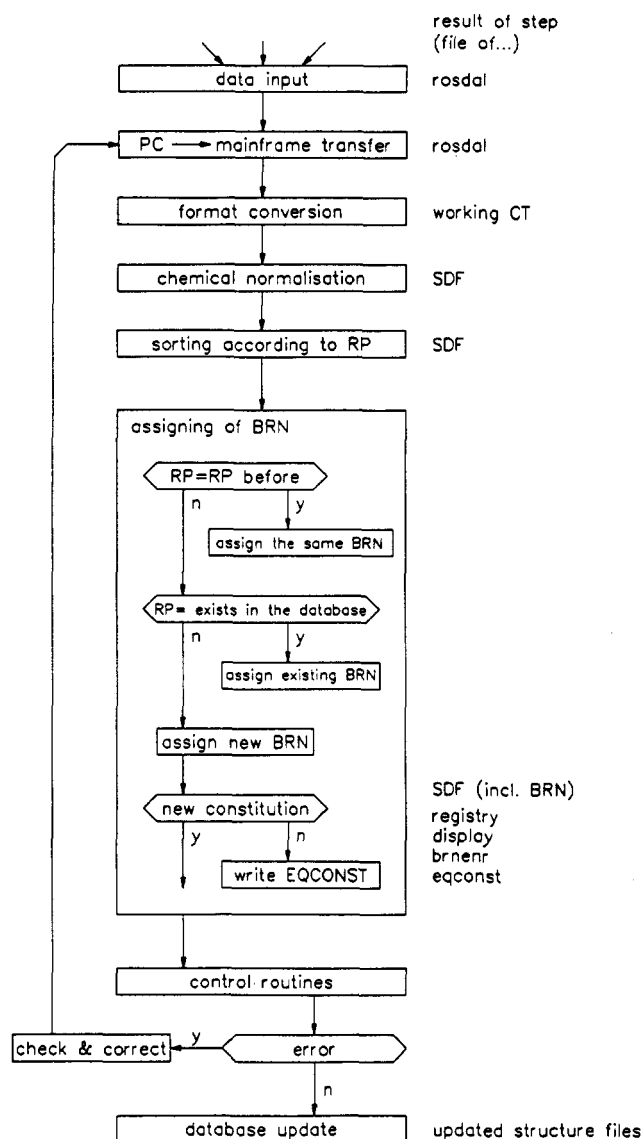 result of step
(file of...)
data input
rosdal
PC → mainframe transfer
rosdal
format conversion
working CT
chemical normalisation
SDF
sorting according to RP
SDF
assigning of BRN
RP=RP before
n
y
assign the same BRN
RP= exists in the database
n
y
assign existing BRN
assign new BRN
new constitution
SDF (incl. BRN)
registry
y
n
display
brnenr
write EQCONST
eqconst
control routines
check & correct
y
error
n
database update
updated structure files